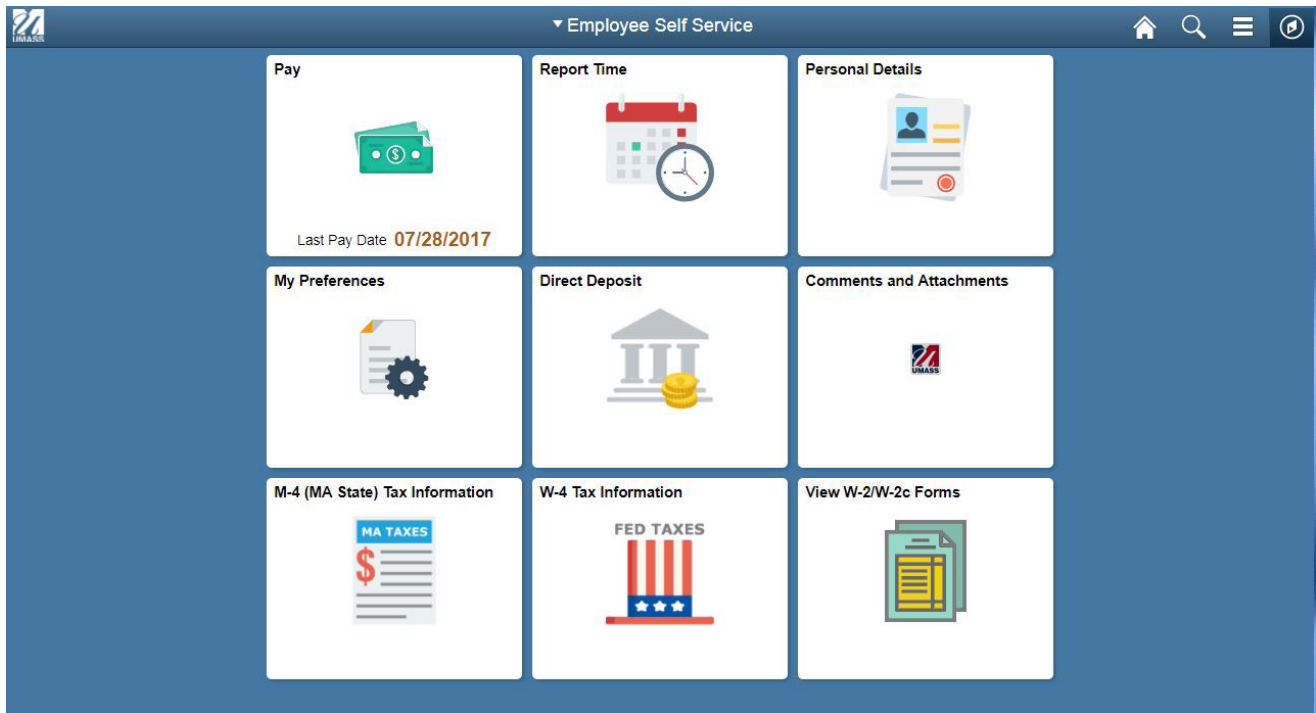 UMASS
Employee Self Service
Pay
Last Pay Date 07/28/2017
Report Time
Personal Details
My Preferences
Direct Deposit
Comments and Attachments
UMASS
M-4 (MA State) Tax Information
MA TAXES
$
W-4 Tax Information
FED TAXES
View W-2/W-2c Forms